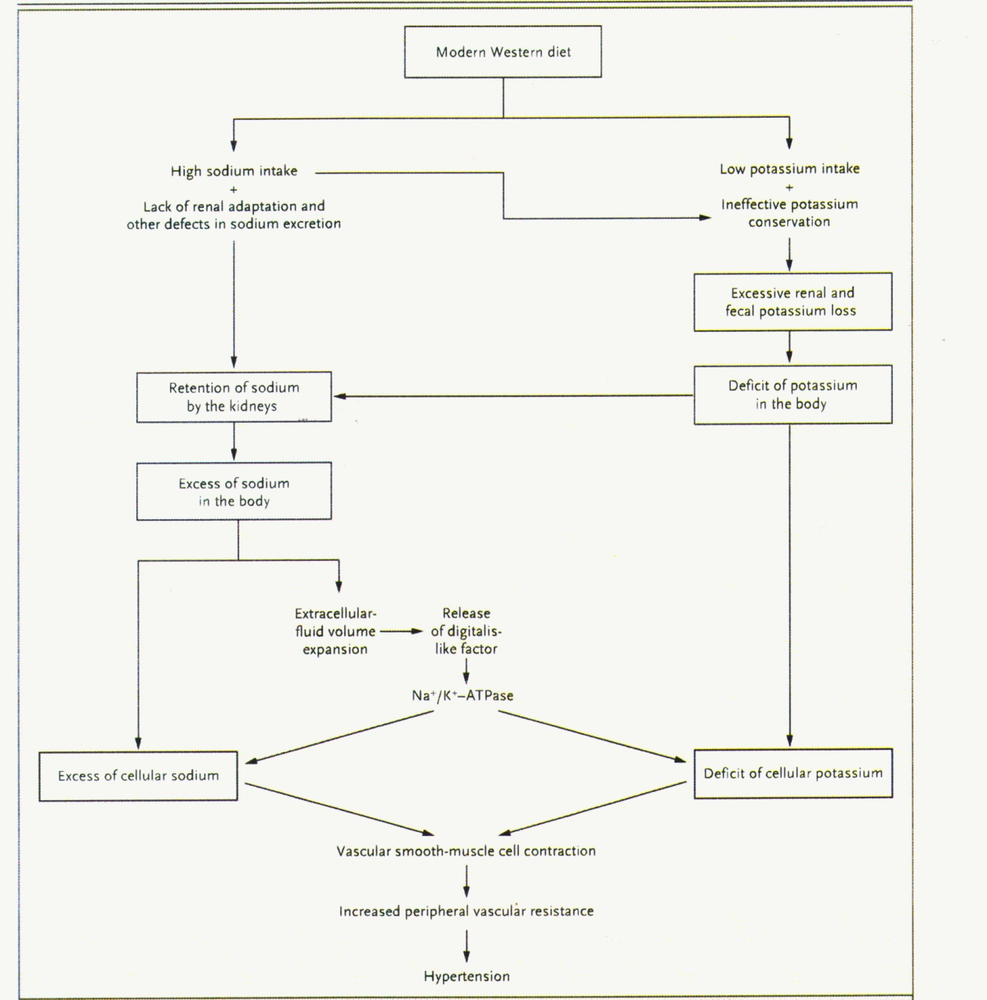 Modern Western diet
High sodium intake
+
Lack of renal adaptation and
other defects in sodium excretion
Low potassium intake
+
Ineffective potassium
conservation
Excessive renal and
fecal potassium loss
Retention of sodium
by the kidneys
Deficit of potassium
in the body
Excess of sodium
in the body
Extracellular-
fluid volume
expansion
Release
of digitalis-
like factor
Na⁺/K⁺–ATPase
Excess of cellular sodium
Deficit of cellular potassium
Vascular smooth-muscle cell contraction
Increased peripheral vascular resistance
Hypertension